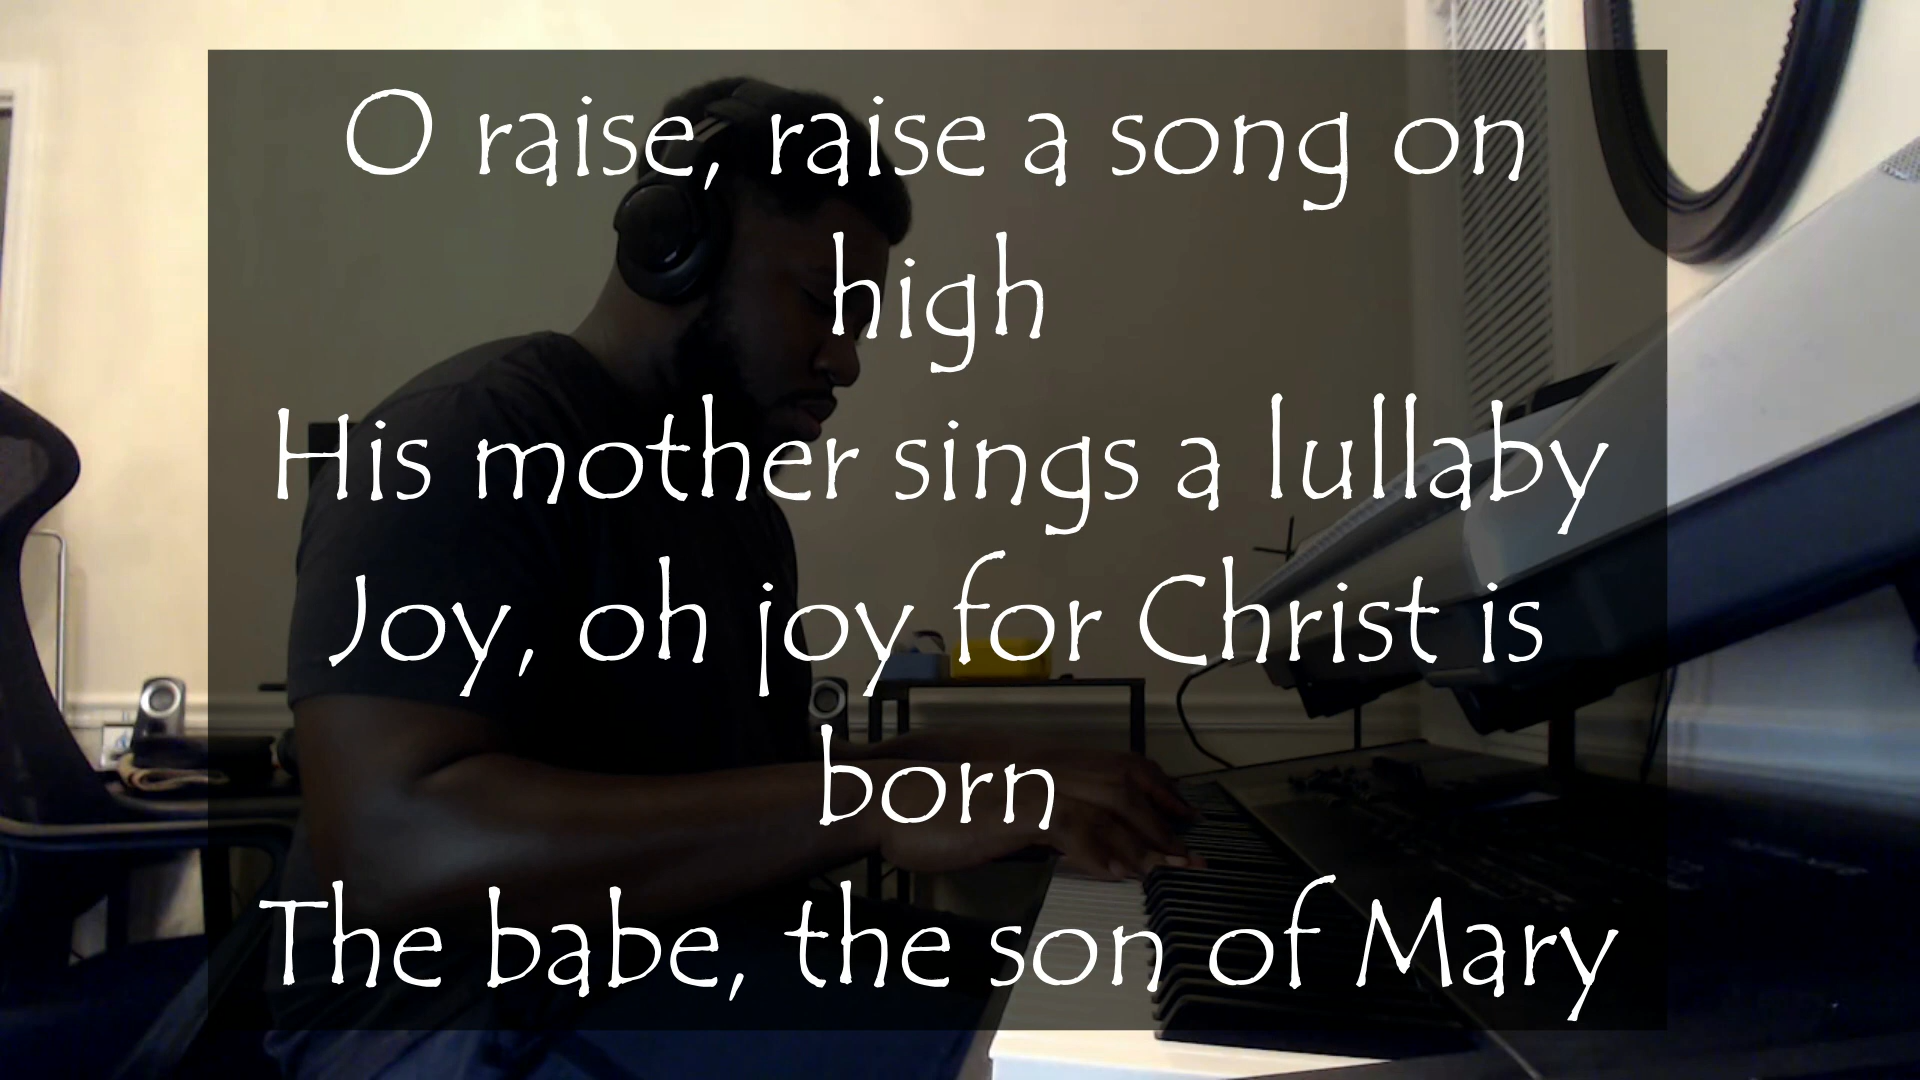 O raise, raise a song on
high
His mother sings a lullaby
Joy, oh joy for Christ is
born
The babe, the son of Mary